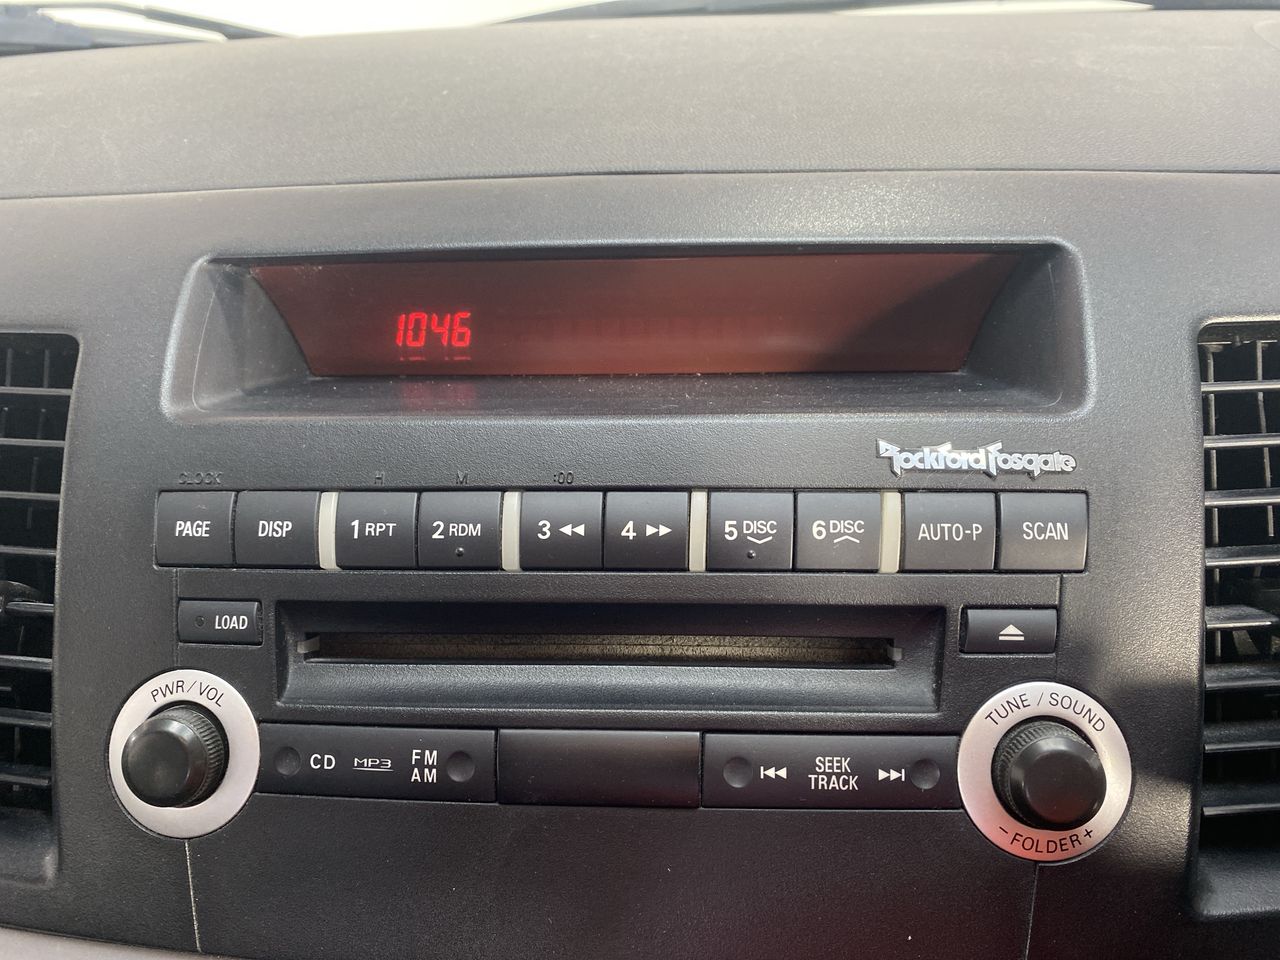 1046
Rockford Fosgate
CLOCK H M :00
PAGE DISP 1 RPT 2 RDM 3 4 5 DISC 6 DISC AUTO-P SCAN
LOAD
PWR/VOL
TUNE / SOUND
CD MP3 FM AM
SEEK TRACK
- FOLDER +